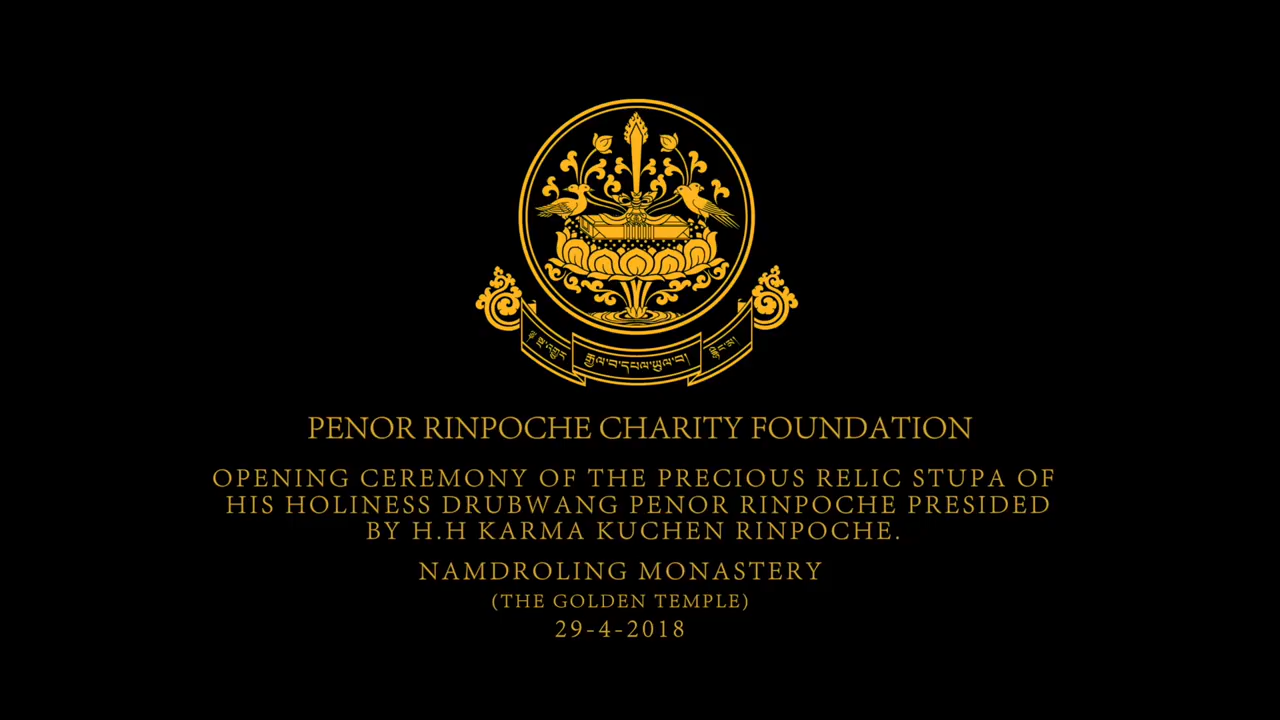 རྒྱལ་བ་དཔལ་ཡུལ་བ།
PENOR RINPOCHE CHARITY FOUNDATION
OPENING CEREMONY OF THE PRECIOUS RELIC STUPA OF
HIS HOLINESS DRUBWANG PENOR RINPOCHE PRESIDED
BY H.H KARMA KUCHEN RINPOCHE.
NAMDROLING MONASTERY
(THE GOLDEN TEMPLE)
29-4-2018